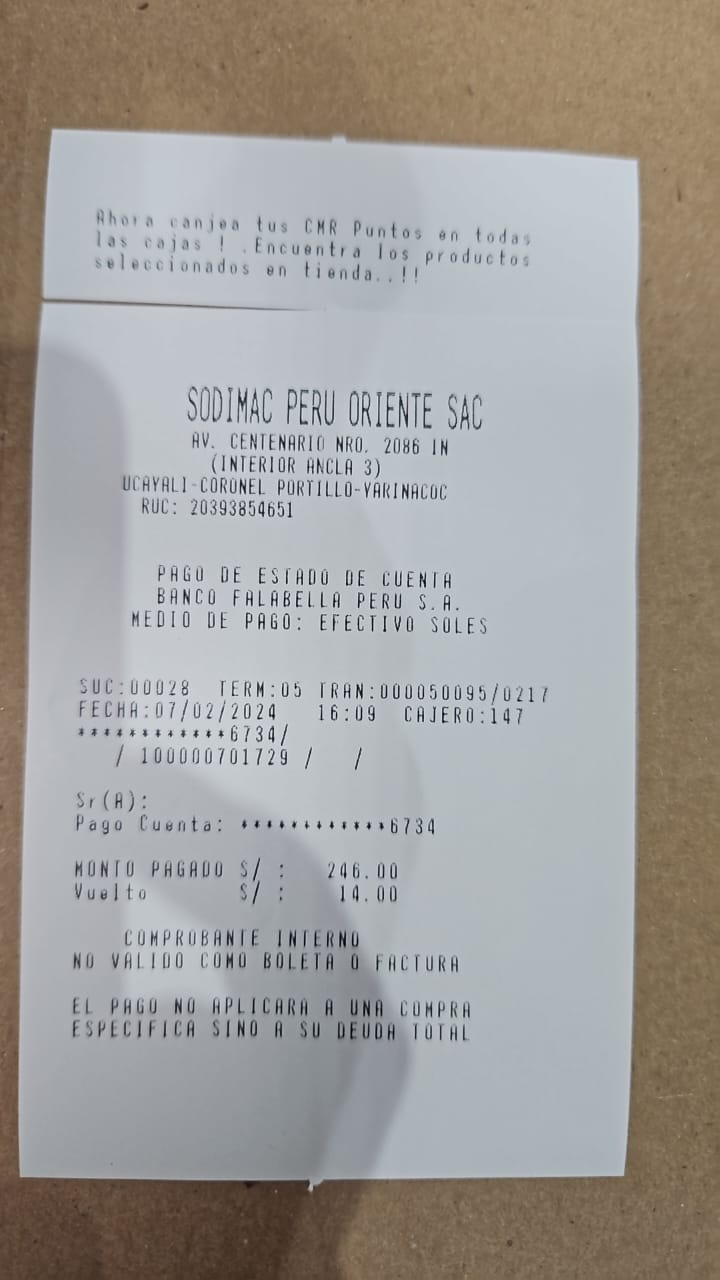 Ahora canjea tus CMR Puntos en todas
las cajas ! .Encuentra los productos
seleccionados en tienda..!!
SODIMAC PERU ORIENTE SAC
AV. CENTENARIO NRO. 2086 IN
(INTERIOR ANCLA 3)
UCAYALI-CORONEL PORTILLO-YARINACOC
RUC: 20393854651
PAGO DE ESTADO DE CUENTA
BANCO FALABELLA PERU S.A.
MEDIO DE PAGO: EFECTIVO SOLES
SUC:00028 TERM:05 TRAN:000050095/0217
FECHA:07/02/2024 16:09 CAJERO:147
************6734/
/ 100000701729 / /
Sr(A):
Pago Cuenta: ************6734
MONTO PAGADO S/ : 246.00
Vuelto S/ : 14.00
COMPROBANTE INTERNO
NO VALIDO COMO BOLETA O FACTURA
EL PAGO NO APLICARA A UNA COMPRA
ESPECIFICA SINO A SU DEUDA TOTAL